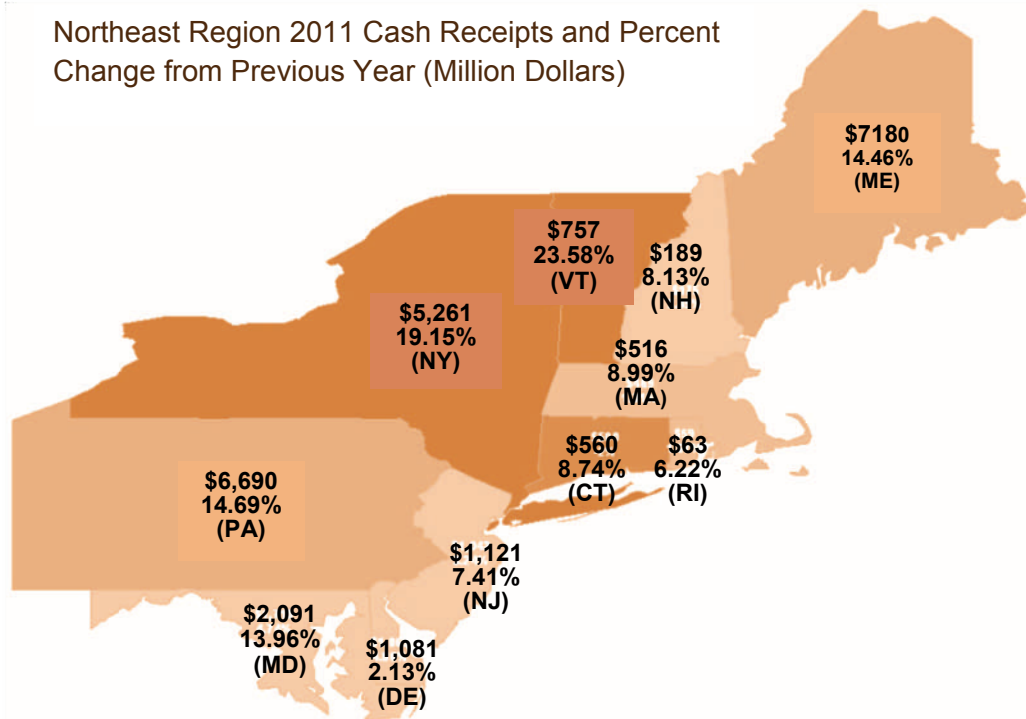 Northeast Region 2011 Cash Receipts and Percent
Change from Previous Year (Million Dollars)
$7180
14.46%
(ME)
$757
23.58%
(VT)
$189
8.13%
(NH)
$5,261
19.15%
(NY)
$516
8.99%
(MA)
$560
8.74%
(CT)
$63
6.22%
(RI)
$6,690
14.69%
(PA)
$1,121
7.41%
(NJ)
$2,091
13.96%
(MD)
$1,081
2.13%
(DE)